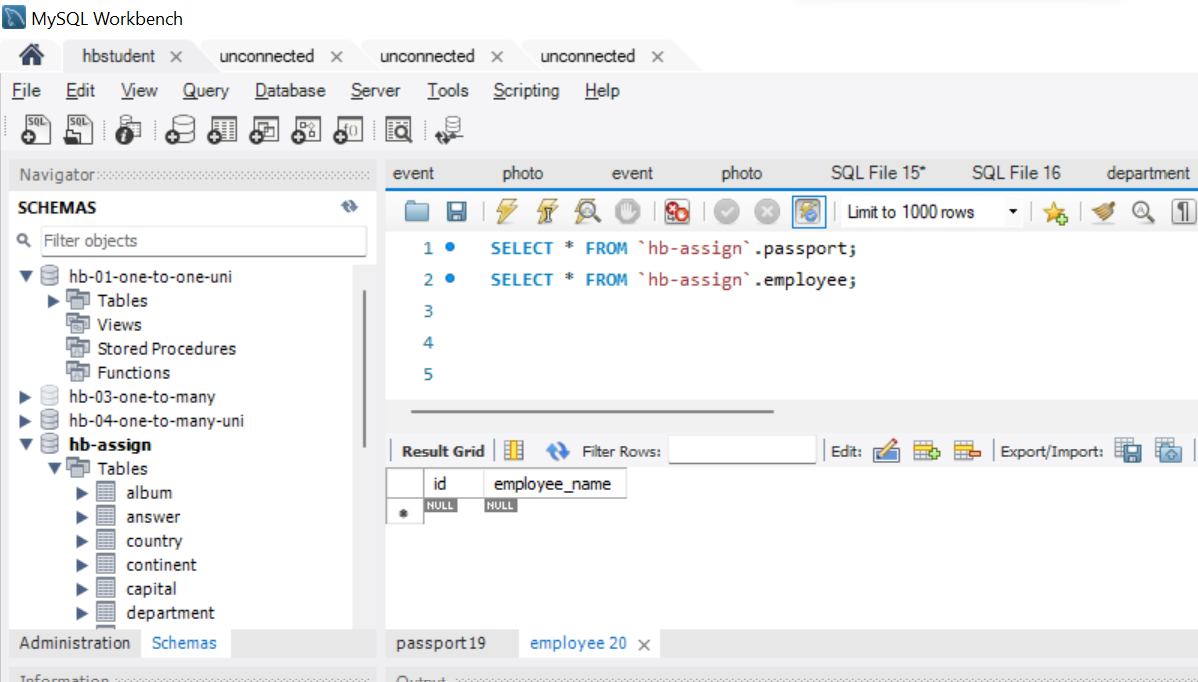 MySQL Workbench
hbstudent unconnected unconnected unconnected
File Edit View Query Database Server Tools Scripting Help
Navigator
SCHEMAS
Filter objects
hb-01-one-to-one-uni
Tables
Views
Stored Procedures
Functions
hb-03-one-to-many
hb-04-one-to-many-uni
hb-assign
Tables
album
answer
country
continent
capital
department
Administration Schemas
Information
event photo event photo SQL File 15* SQL File 16 department
Limit to 1000 rows
1 SELECT * FROM `hb-assign`.passport;
2 SELECT * FROM `hb-assign`.employee;
3
4
5
Result Grid Filter Rows: Edit: Export/Import:
id employee_name
NULL NULL
passport19 employee 20
Output